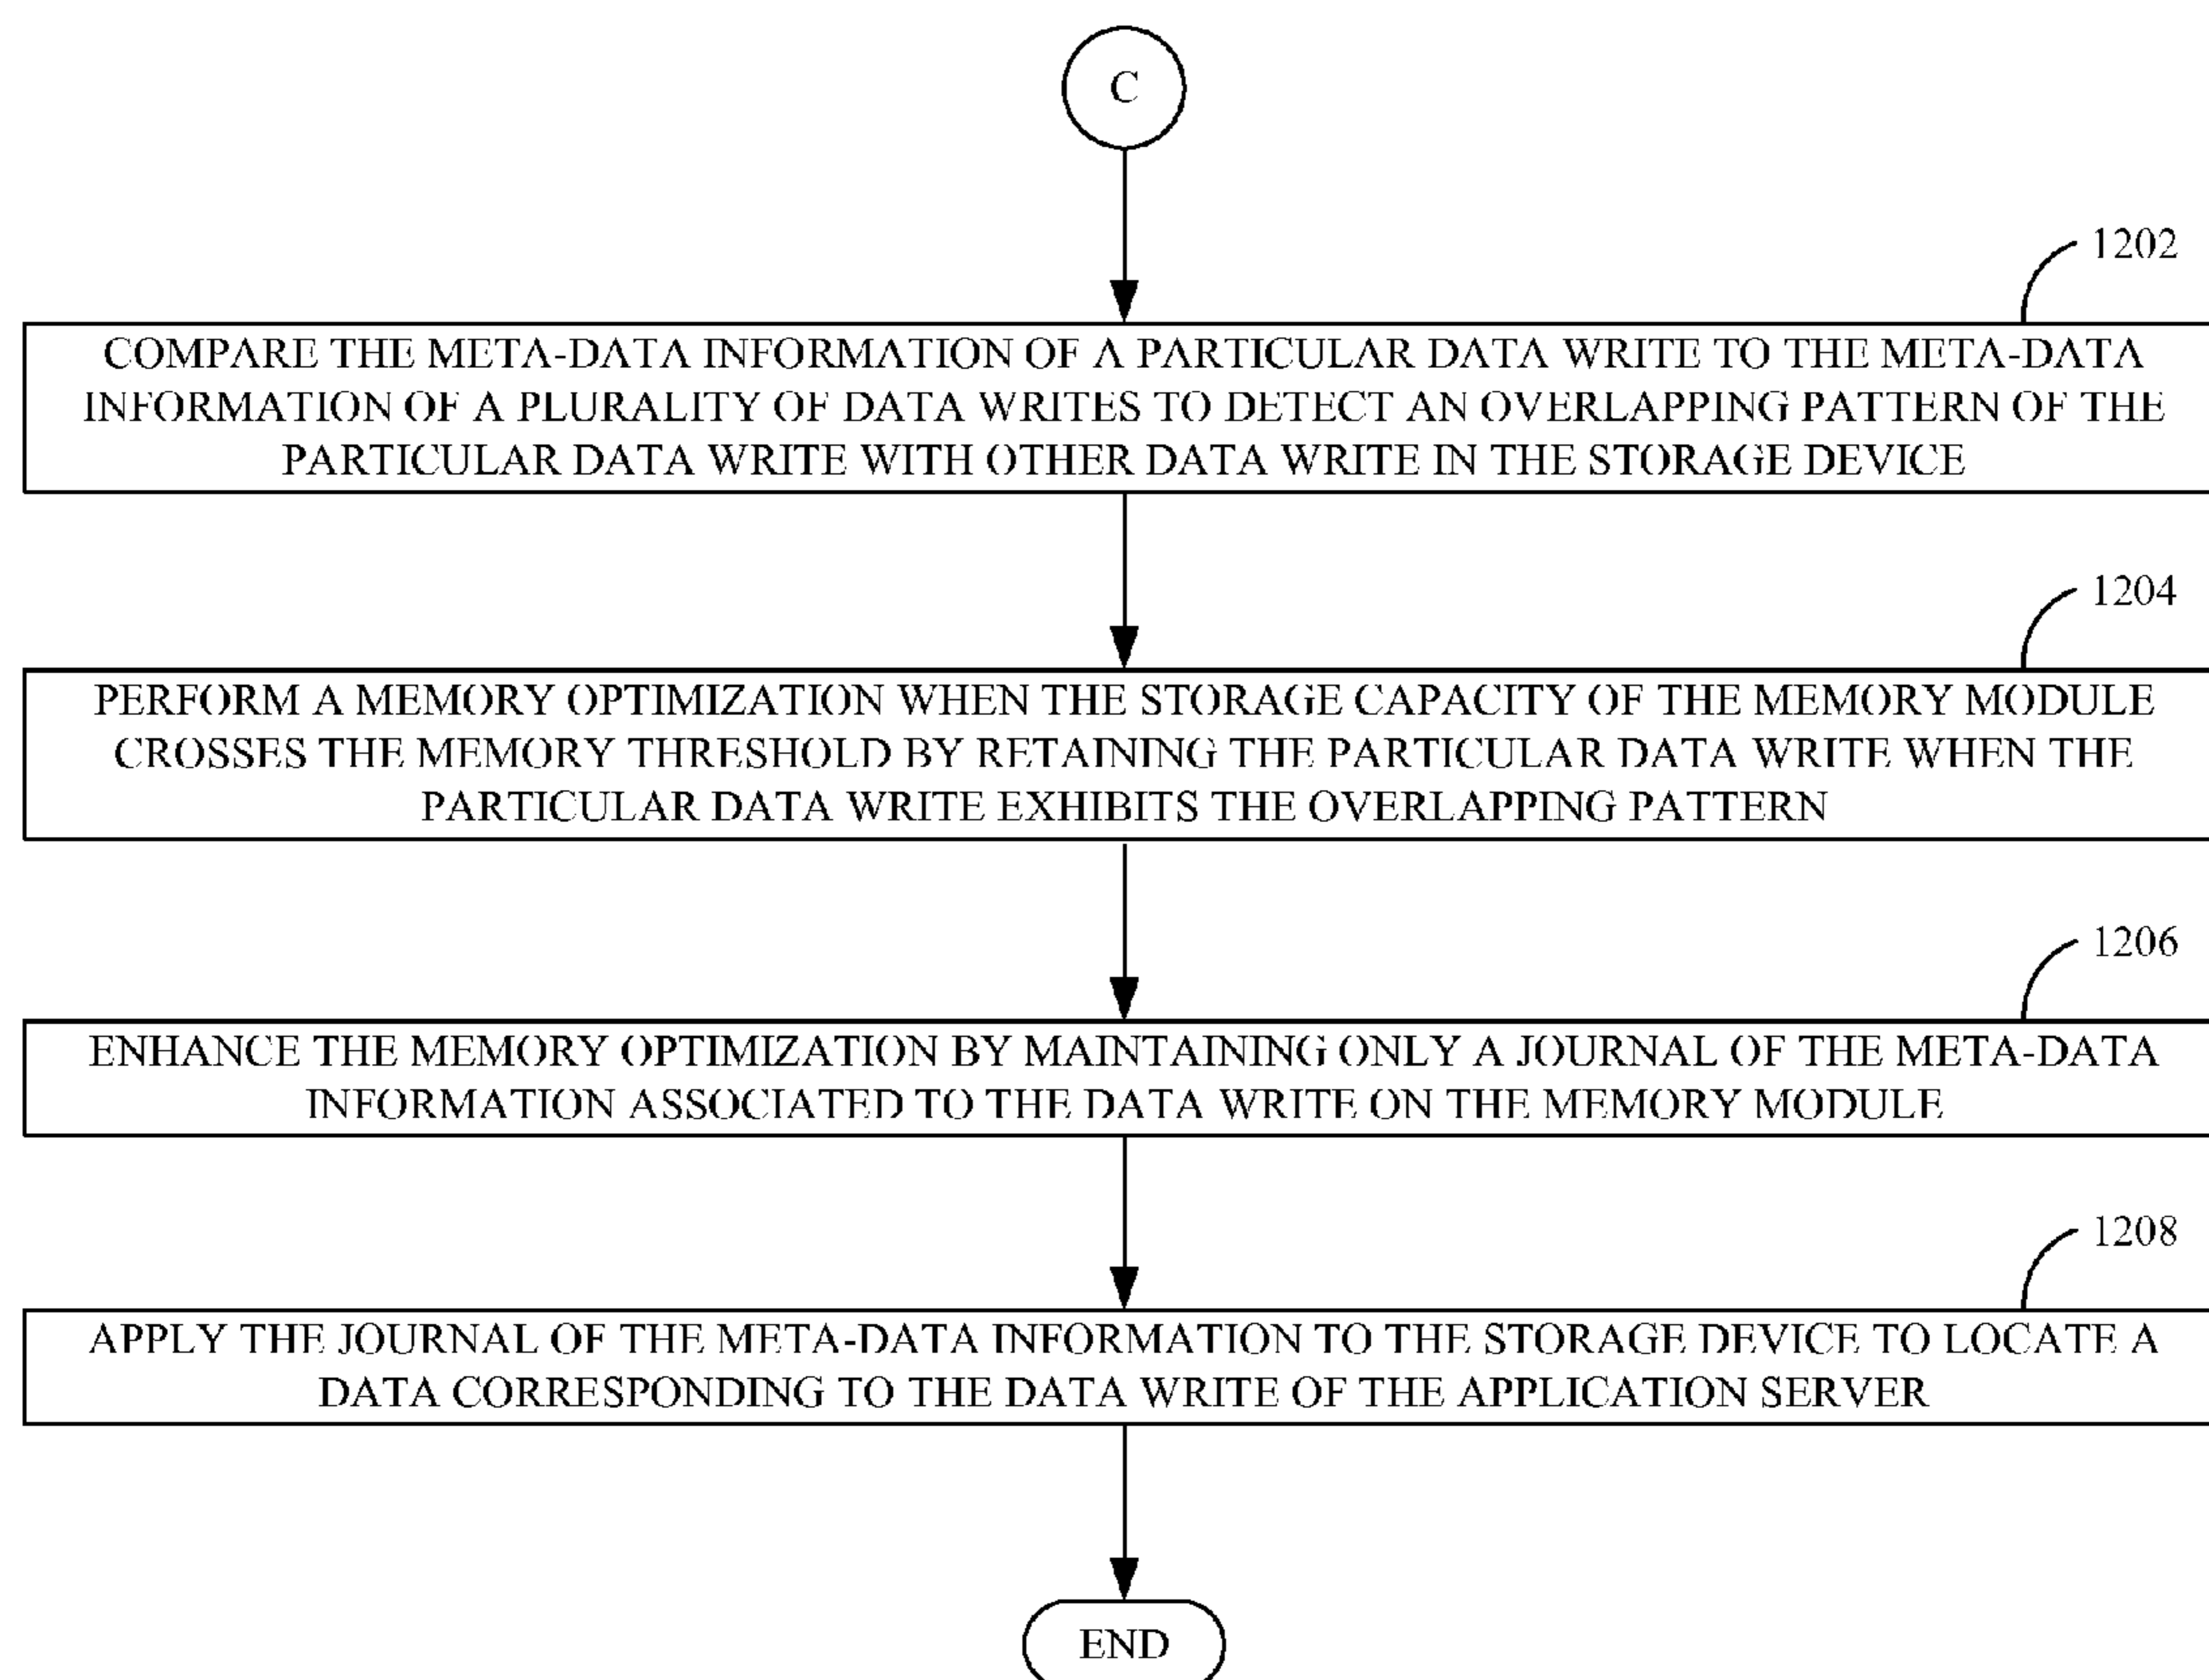 C
1202
COMPARE THE META-DATA INFORMATION OF A PARTICULAR DATA WRITE TO THE META-DATA
INFORMATION OF A PLURALITY OF DATA WRITES TO DETECT AN OVERLAPPING PATTERN OF THE
PARTICULAR DATA WRITE WITH OTHER DATA WRITE IN THE STORAGE DEVICE
1204
PERFORM A MEMORY OPTIMIZATION WHEN THE STORAGE CAPACITY OF THE MEMORY MODULE
CROSSES THE MEMORY THRESHOLD BY RETAINING THE PARTICULAR DATA WRITE WHEN THE
PARTICULAR DATA WRITE EXHIBITS THE OVERLAPPING PATTERN
1206
ENHANCE THE MEMORY OPTIMIZATION BY MAINTAINING ONLY A JOURNAL OF THE META-DATA
INFORMATION ASSOCIATED TO THE DATA WRITE ON THE MEMORY MODULE
1208
APPLY THE JOURNAL OF THE META-DATA INFORMATION TO THE STORAGE DEVICE TO LOCATE A
DATA CORRESPONDING TO THE DATA WRITE OF THE APPLICATION SERVER
END